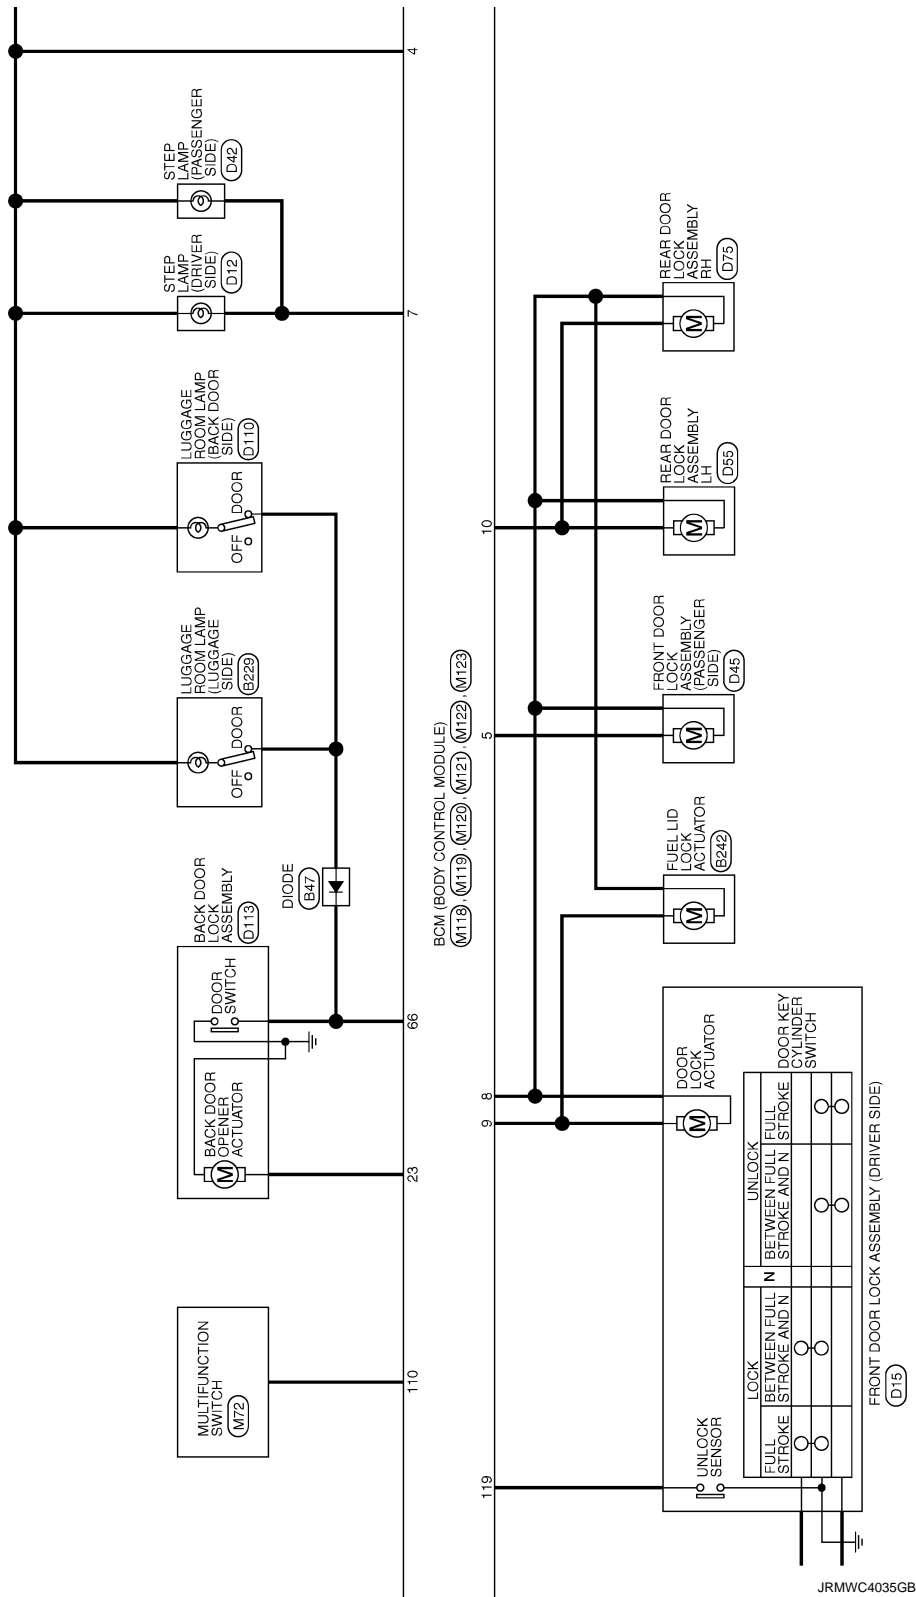 MULTIFUNCTION
SWITCH
M72
110
BACK DOOR
OPENER
ACTUATOR
M
DOOR
SWITCH
BACK DOOR
LOCK
ASSEMBLY
D113
23
66
DIODE
B47
LUGGAGE
ROOM LAMP
(LUGGAGE
SIDE)
B229
OFF
DOOR
LUGGAGE
ROOM LAMP
(BACK DOOR
SIDE)
D110
OFF
DOOR
STEP
LAMP
(DRIVER
SIDE)
D12
7
STEP
LAMP
(PASSENGER
SIDE)
D42
4
BCM (BODY CONTROL MODULE)
M118 , M119 , M120 , M121 , M122 , M123
119
9
8
5
10
UNLOCK
SENSOR
DOOR
LOCK
ACTUATOR
M
LOCK
N
UNLOCK
FULL
STROKE
BETWEEN FULL
STROKE AND N
BETWEEN FULL
STROKE AND N
FULL
STROKE
DOOR KEY
CYLINDER
SWITCH
FRONT DOOR LOCK ASSEMBLY (DRIVER SIDE)
D15
FUEL LID
LOCK
ACTUATOR
B242
M
FRONT DOOR
LOCK
ASSEMBLY
(PASSENGER
SIDE)
D45
M
REAR DOOR
LOCK
ASSEMBLY
LH
D55
M
REAR DOOR
LOCK
ASSEMBLY
RH
D75
M
JRMWC4035GB